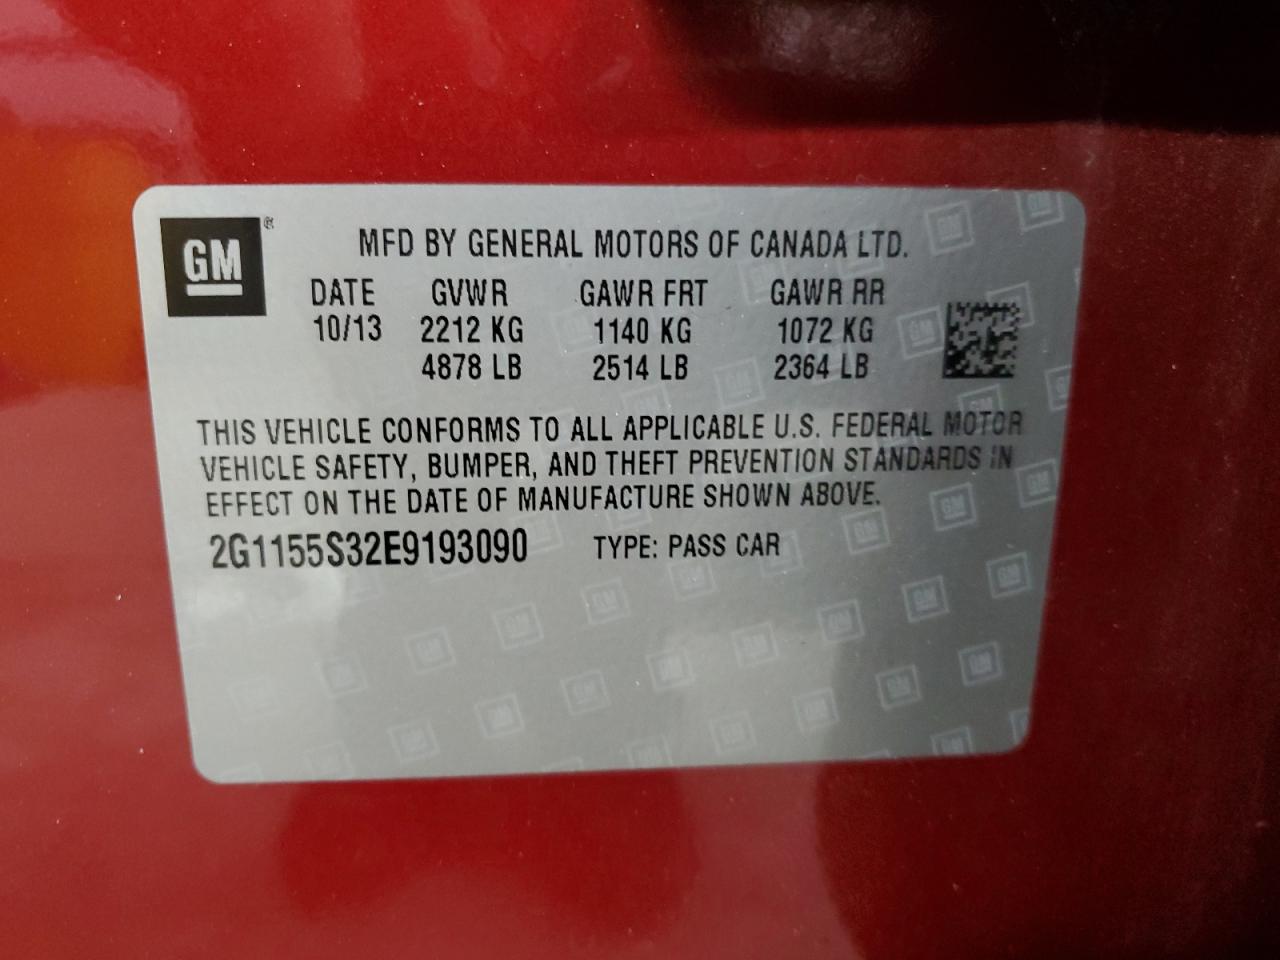 GM
MFD BY GENERAL MOTORS OF CANADA LTD.
DATE GVWR GAWR FRT GAWR RR
10/13 2212 KG 1140 KG 1072 KG
4878 LB 2514 LB 2364 LB
THIS VEHICLE CONFORMS TO ALL APPLICABLE U.S. FEDERAL MOTOR
VEHICLE SAFETY, BUMPER, AND THEFT PREVENTION STANDARDS IN
EFFECT ON THE DATE OF MANUFACTURE SHOWN ABOVE.
2G1155S32E9193090 TYPE: PASS CAR